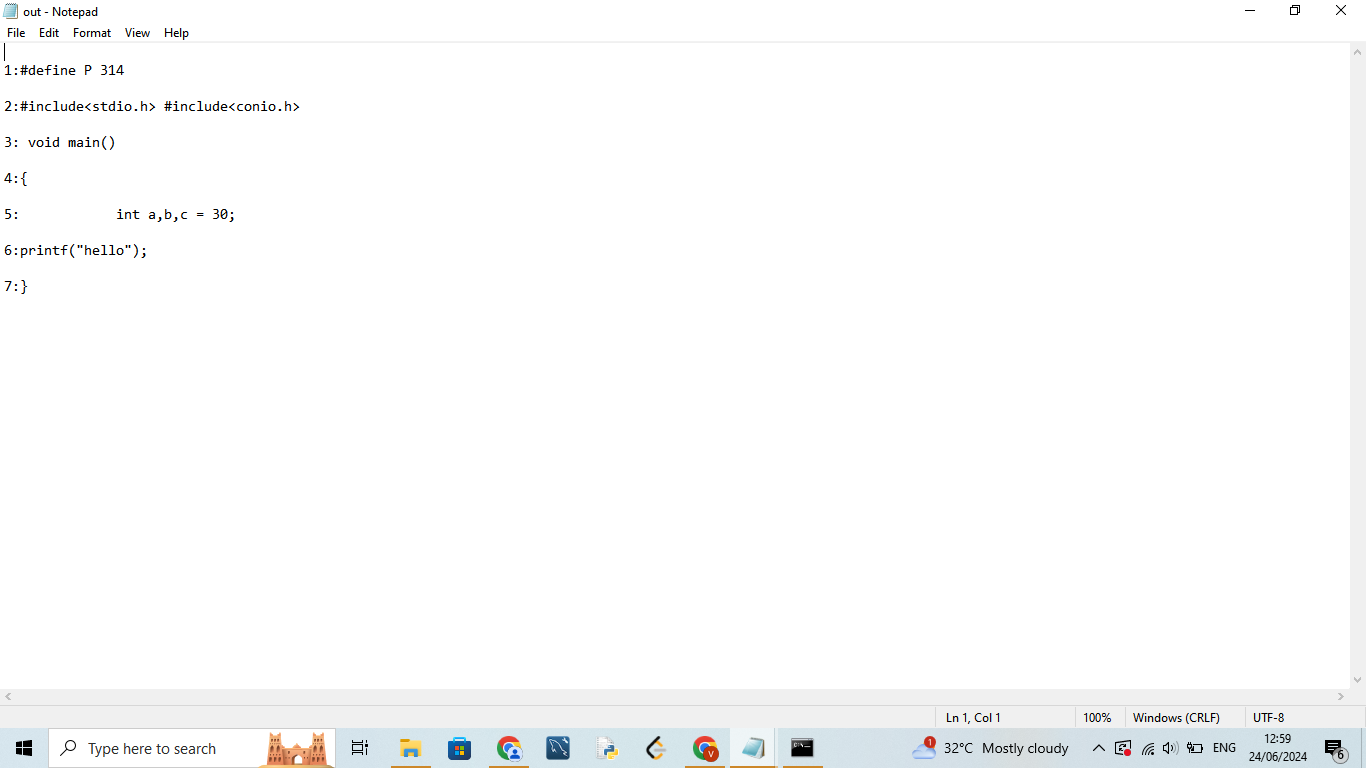 out - Notepad
File Edit Format View Help
1:#define P 314
2:#include<stdio.h> #include<conio.h>
3: void main()
4:{
5:            int a,b,c = 30;
6:printf("hello");
7:}
Ln 1, Col 1 100% Windows (CRLF) UTF-8
Type here to search 1 32°C Mostly cloudy ENG 12:59
24/06/2024 6